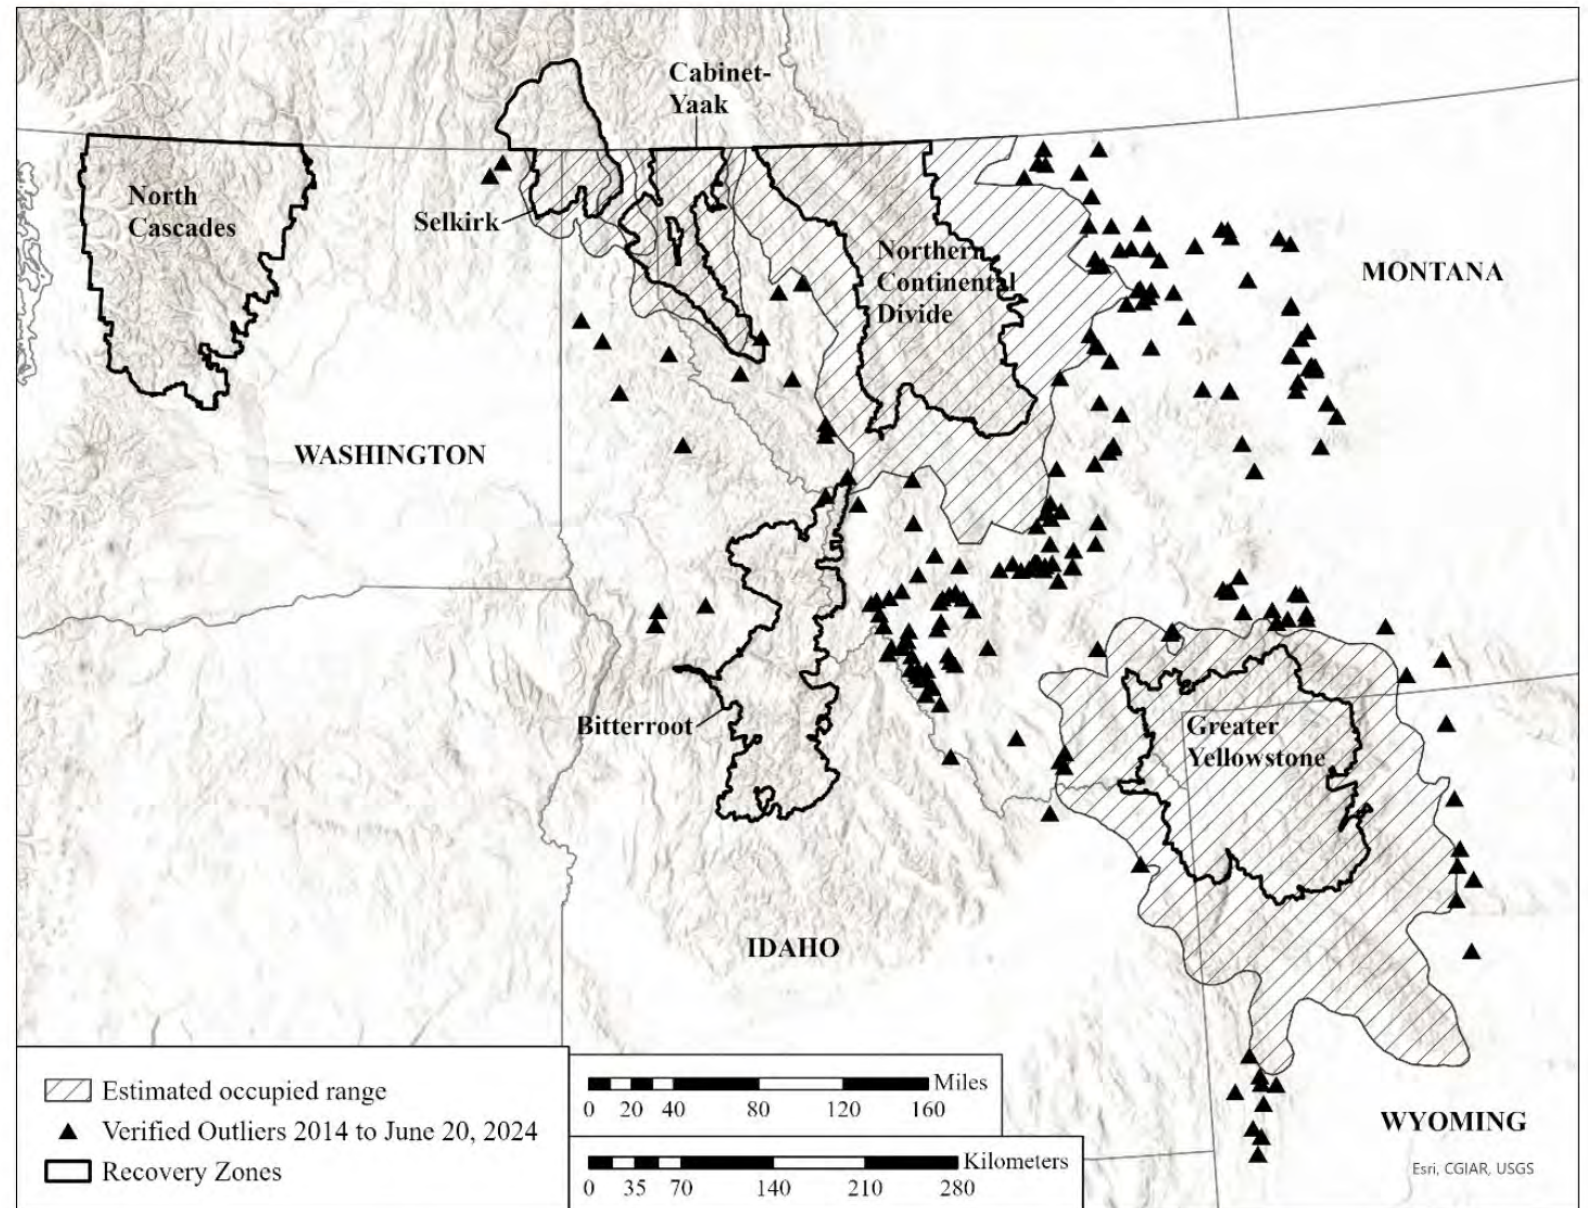 Cabinet-
Yaak
North
Cascades
Selkirk
Northern
Continental
Divide
MONTANA
WASHINGTON
Bitterroot
Greater
Yellowstone
IDAHO
Estimated occupied range
Verified Outliers 2014 to June 20, 2024
Recovery Zones
Miles
0 20 40 80 120 160
Kilometers
0 35 70 140 210 280
WYOMING
Esri, CGIAR, USGS